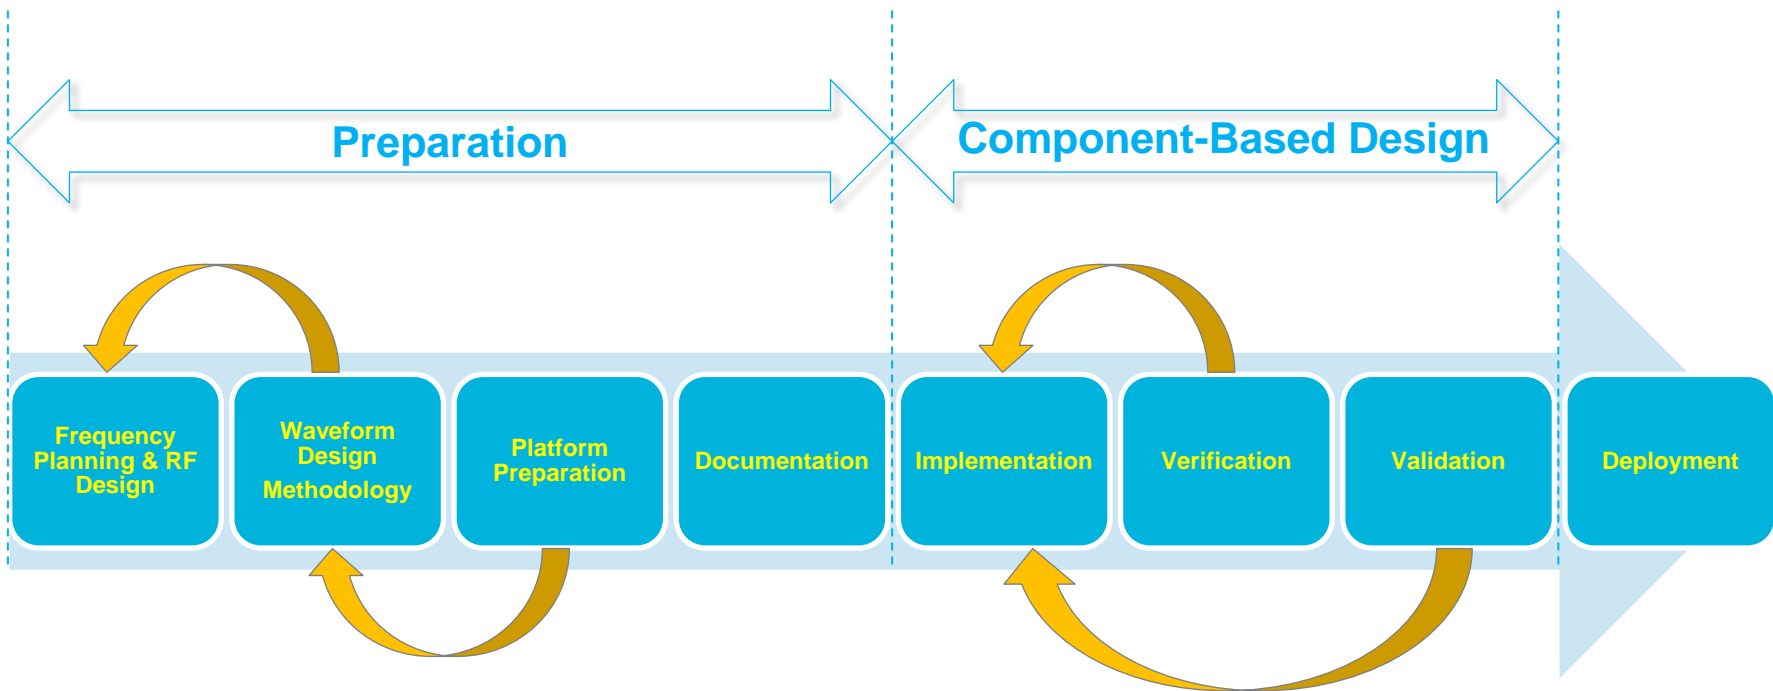 Preparation
Component-Based Design
Frequency
Planning & RF
Design
Waveform
Design
Methodology
Platform
Preparation
Documentation
Implementation
Verification
Validation
Deployment